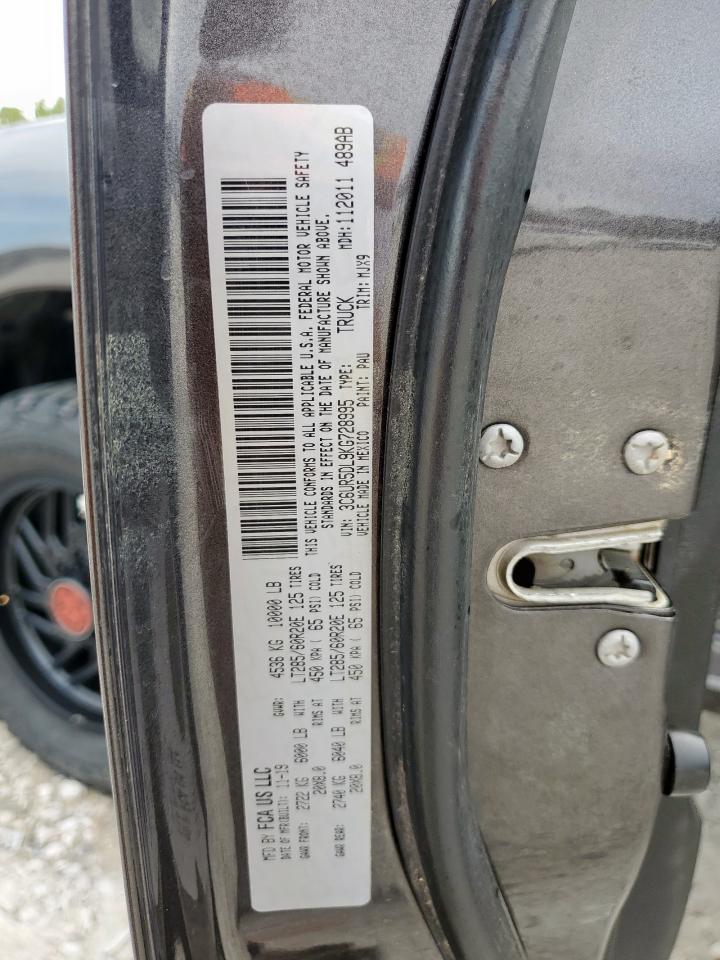 MFD BY FCA US LLC
DATE OF MFR(BUILT): 11-19
GVWR: 4536 KG 10000 LB
GAWR FRONT: 2722 KG 6000 LB WITH LT285/60R20E 125 TIRES
20X8.0 RIMS AT 450 KPA ( 65 PSI) COLD
GAWR REAR: 2740 KG 6040 LB WITH LT285/60R20E 125 TIRES
20X8.0 RIMS AT 450 KPA ( 65 PSI) COLD
THIS VEHICLE CONFORMS TO ALL APPLICABLE U.S.A. FEDERAL MOTOR VEHICLE SAFETY
STANDARDS IN EFFECT ON THE DATE OF MANUFACTURE SHOWN ABOVE.
VIN: 3C6UR5DL9KG728995 TYPE: TRUCK MDH:112011 489AB
VEHICLE MADE IN MEXICO PAINT: PAU TRIM: MJX9